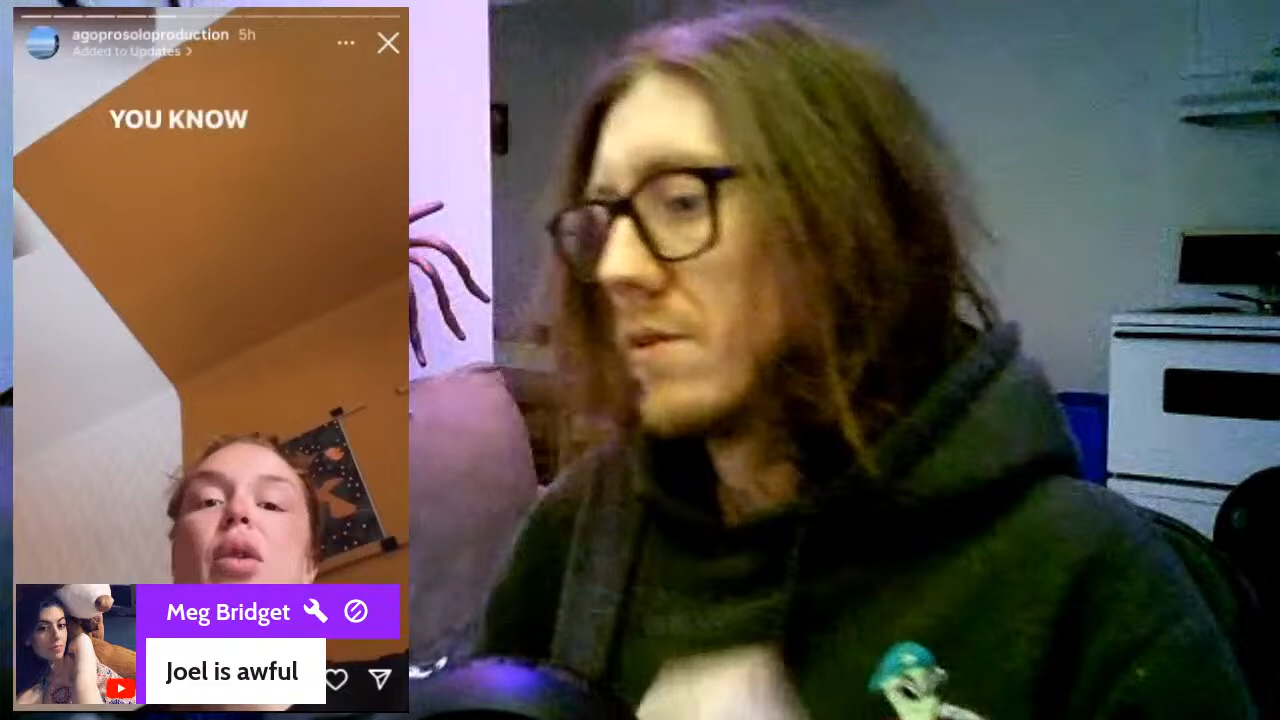 agoprosoloproduction 5h
Added to Updates >
YOU KNOW
Meg Bridget
Joel is awful